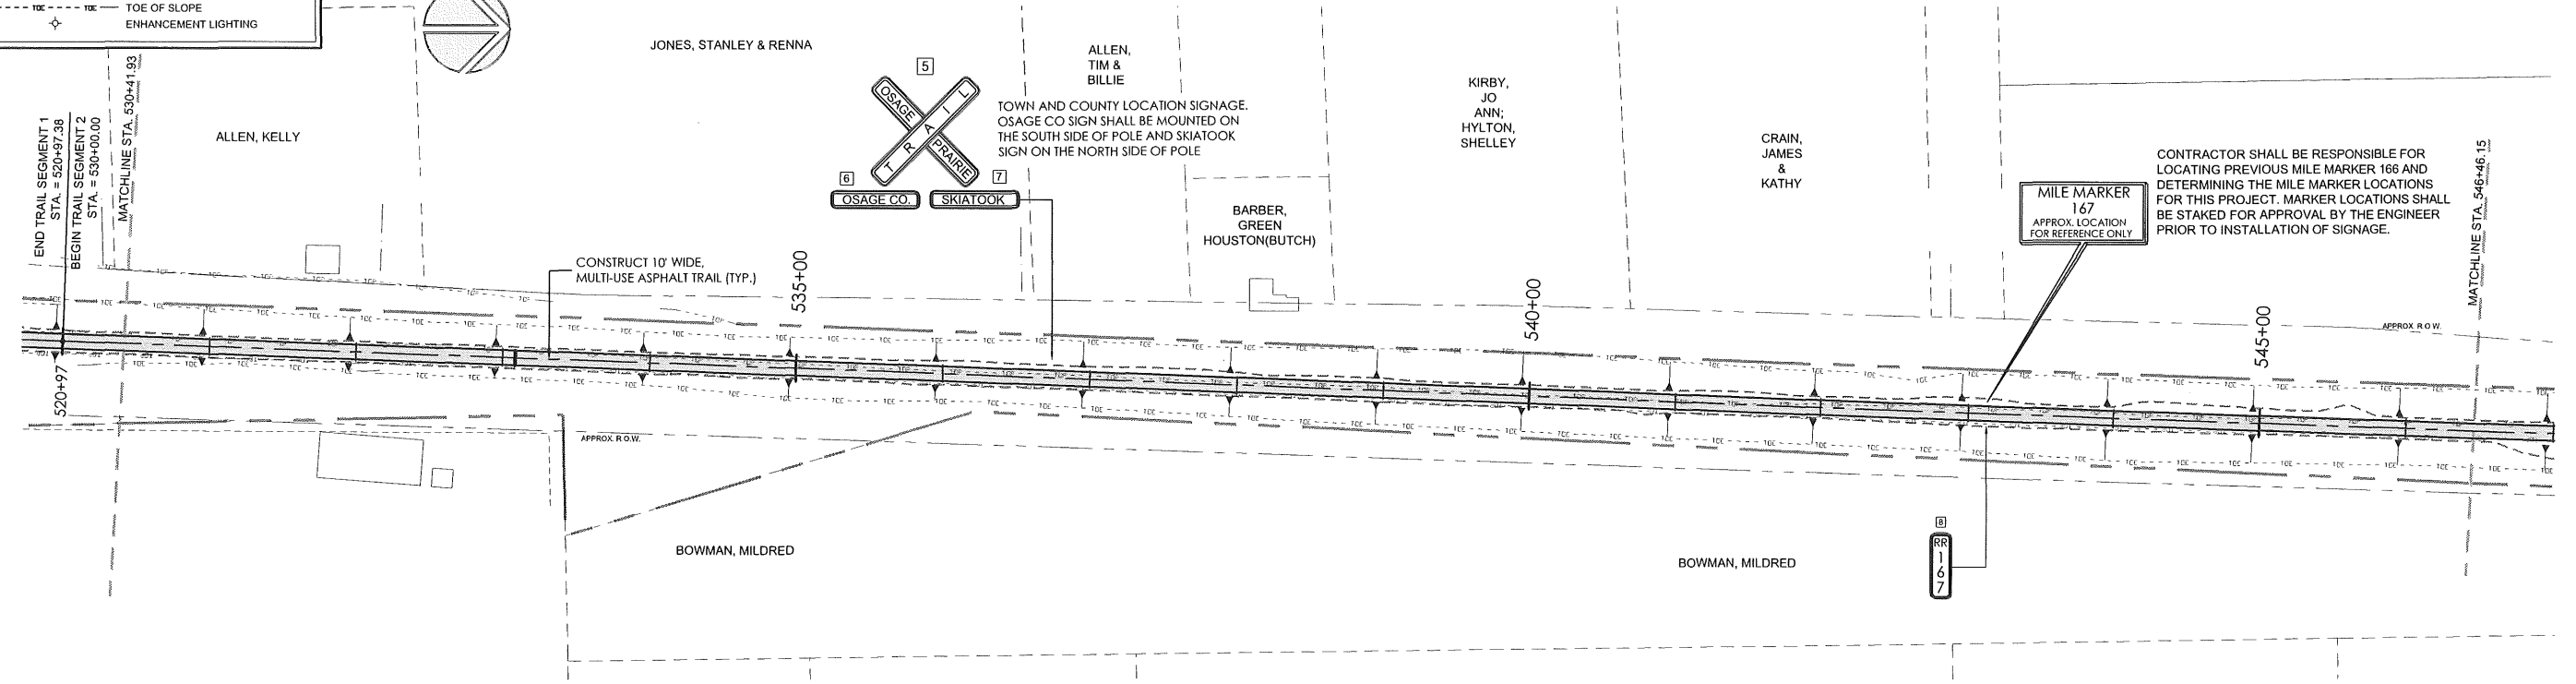 TOE TOE TOE OF SLOPE
ENHANCEMENT LIGHTING
END TRAIL SEGMENT 1
STA. = 520+97.38
BEGIN TRAIL SEGMENT 2
STA. = 530+00.00
MATCHLINE STA. 530+41.93
ALLEN, KELLY
JONES, STANLEY & RENNA
5
OSAGE
TRAIL
PRAIRIE
6
OSAGE CO.
7
SKIATOOK
ALLEN,
TIM &
BILLIE
TOWN AND COUNTY LOCATION SIGNAGE.
OSAGE CO SIGN SHALL BE MOUNTED ON
THE SOUTH SIDE OF POLE AND SKIATOOK
SIGN ON THE NORTH SIDE OF POLE
BARBER,
GREEN
HOUSTON(BUTCH)
KIRBY,
JO
ANN;
HYLTON,
SHELLEY
CRAIN,
JAMES
&
KATHY
MILE MARKER
167
APPROX. LOCATION
FOR REFERENCE ONLY
CONTRACTOR SHALL BE RESPONSIBLE FOR
LOCATING PREVIOUS MILE MARKER 166 AND
DETERMINING THE MILE MARKER LOCATIONS
FOR THIS PROJECT. MARKER LOCATIONS SHALL
BE STAKED FOR APPROVAL BY THE ENGINEER
PRIOR TO INSTALLATION OF SIGNAGE.
MATCHLINE STA. 546+46.15
CONSTRUCT 10' WIDE,
MULTI-USE ASPHALT TRAIL (TYP.)
535+00
540+00
545+00
APPROX R.O.W.
520+97
APPROX. R.O.W.
BOWMAN, MILDRED
BOWMAN, MILDRED
8
RR
1
6
7